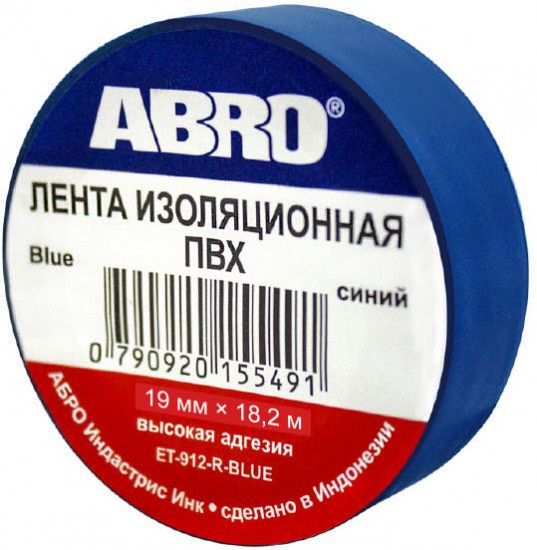 ABRO®
ЛЕНТА ИЗОЛЯЦИОННАЯ
ПВХ
Blue
синий
0 790920 155491
19 мм × 18,2 м
высокая адгезия
ET-912-R-BLUE
АБРО Индастрис Инк • сделано в Индонезии